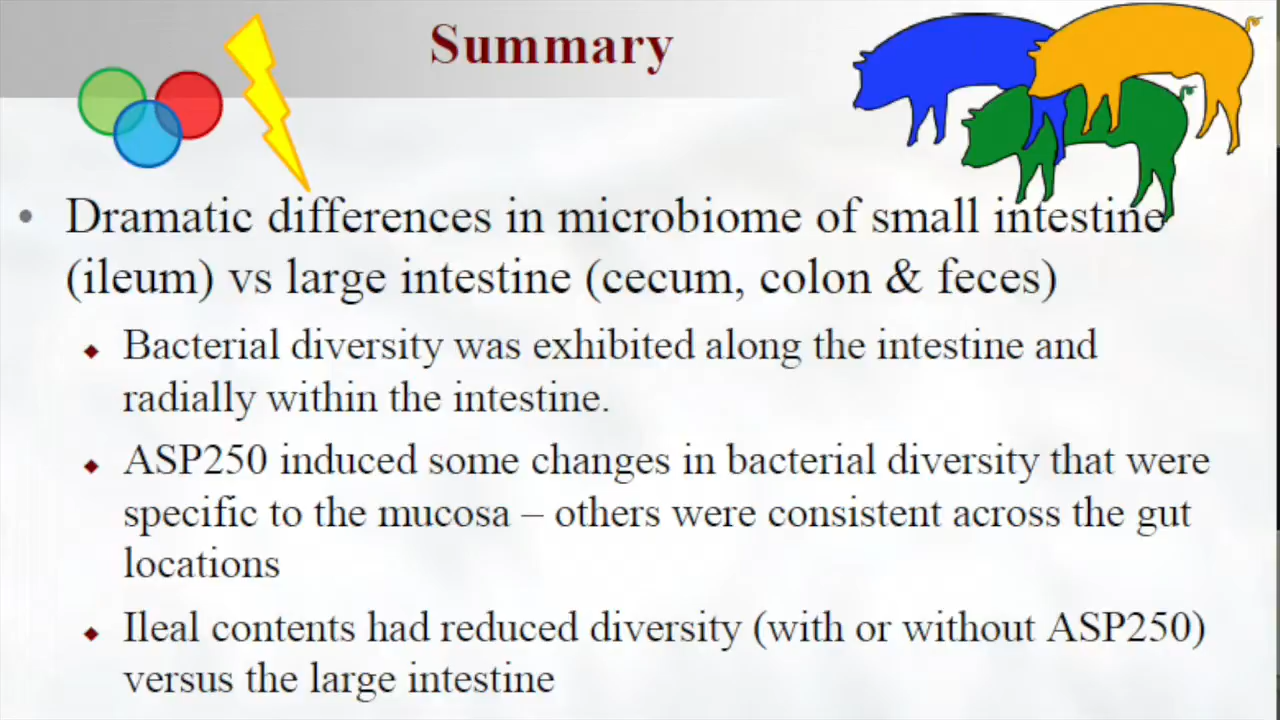 Summary
• Dramatic differences in microbiome of small intestine
(ileum) vs large intestine (cecum, colon & feces)
◆ Bacterial diversity was exhibited along the intestine and
radially within the intestine.
◆ ASP250 induced some changes in bacterial diversity that were
specific to the mucosa – others were consistent across the gut
locations
◆ Ileal contents had reduced diversity (with or without ASP250)
versus the large intestine